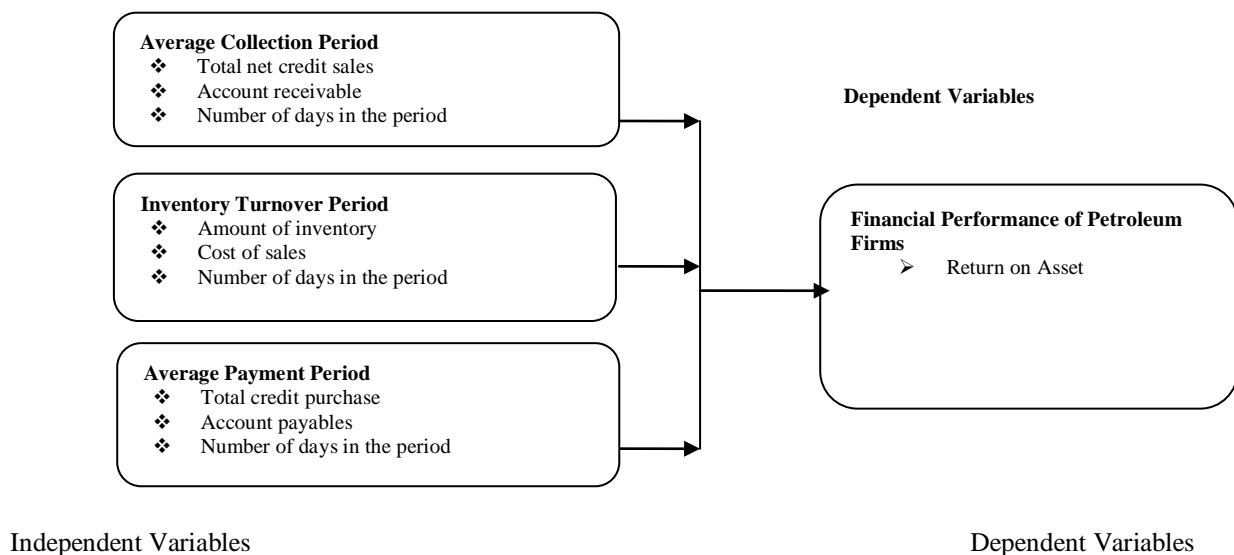 Average Collection Period
❖ Total net credit sales
❖ Account receivable
❖ Number of days in the period
Dependent Variables
Inventory Turnover Period
❖ Amount of inventory
❖ Cost of sales
❖ Number of days in the period
Financial Performance of Petroleum
Firms
➢ Return on Asset
Average Payment Period
❖ Total credit purchase
❖ Account payables
❖ Number of days in the period
Independent Variables
Dependent Variables